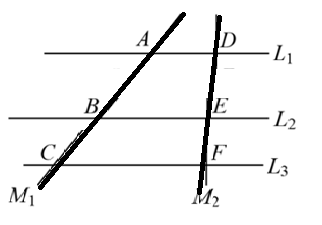 A D L₁
B E L₂
C F L₃
M₁ M₂